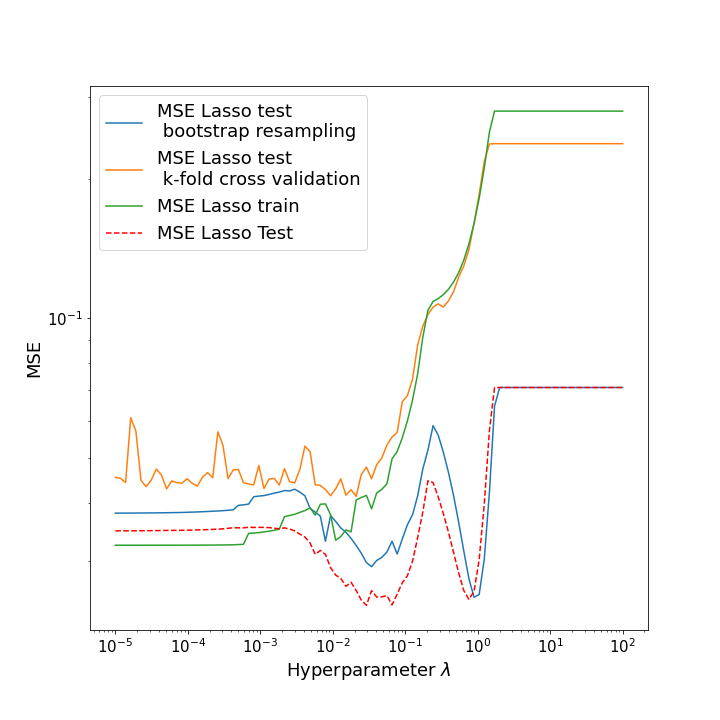 MSE Lasso test
bootstrap resampling
MSE Lasso test
k-fold cross validation
MSE Lasso train
MSE Lasso Test
10⁻¹
MSE
10⁻⁵ 10⁻⁴ 10⁻³ 10⁻² 10⁻¹ 10⁰ 10¹ 10²
Hyperparameter λ